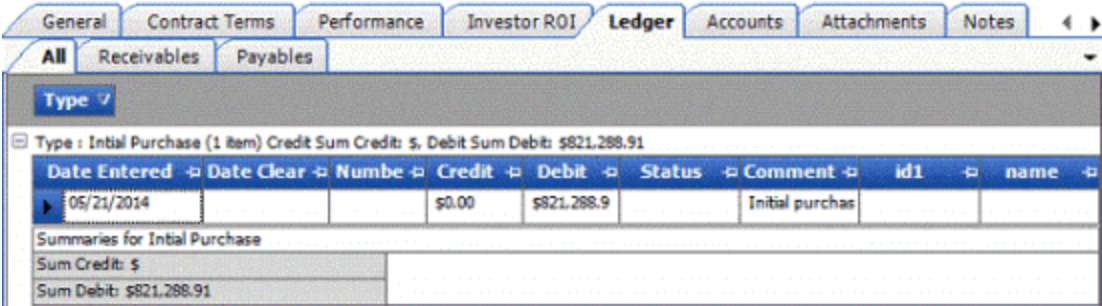 General Contract Terms Performance Investor ROI Ledger Accounts Attachments Notes
All Receivables Payables
Type
Type : Intial Purchase (1 item) Credit Sum Credit: $, Debit Sum Debit: $821,288.91
Date Entered Date Clear Numbe Credit Debit Status Comment id1 name
05/21/2014 $0.00 $821,288.9 Initial purchas
Summaries for Intial Purchase
Sum Credit: $
Sum Debit: $821,288.91